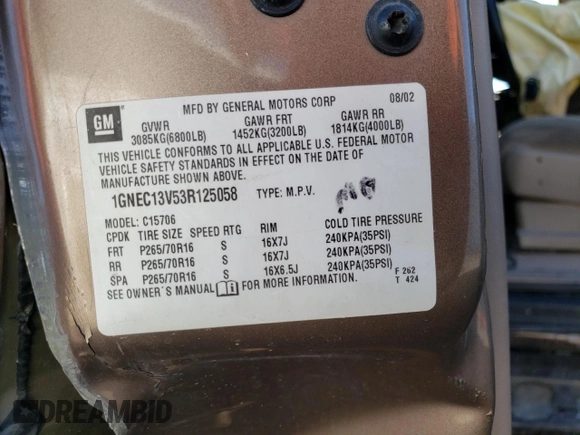 MFD BY GENERAL MOTORS CORP 08/02
GM
GVWR GAWR FRT GAWR RR
3085KG(6800LB) 1452KG(3200LB) 1814KG(4000LB)
THIS VEHICLE CONFORMS TO ALL APPLICABLE U.S. FEDERAL MOTOR
VEHICLE SAFETY STANDARDS IN EFFECT ON THE DATE OF
MANUFACTURE SHOWN ABOVE.
1GNEC13V53R125058 TYPE: M.P.V.
MODEL: C15706
CPDK TIRE SIZE SPEED RTG RIM COLD TIRE PRESSURE
FRT P265/70R16 S 16X7J 240KPA(35PSI)
RR P265/70R16 S 16X7J 240KPA(35PSI)
SPA P265/70R16 S 16X6.5J 240KPA(35PSI)
SEE OWNER'S MANUAL FOR MORE INFORMATION.
F 262
T 424
DREAMBID